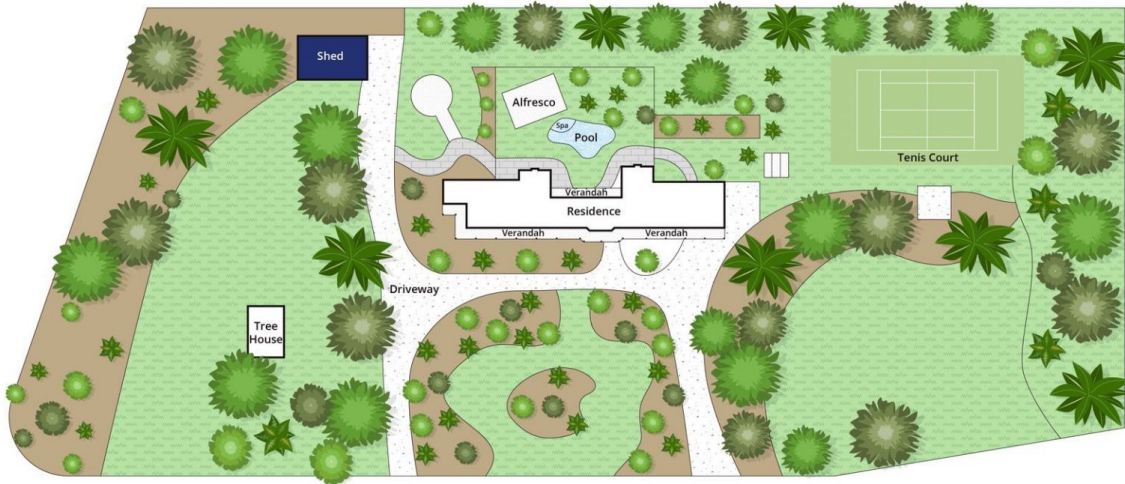 Shed
Alfresco
Spa
Pool
Tenis Court
Verandah
Residence
Verandah
Verandah
Driveway
Tree
House